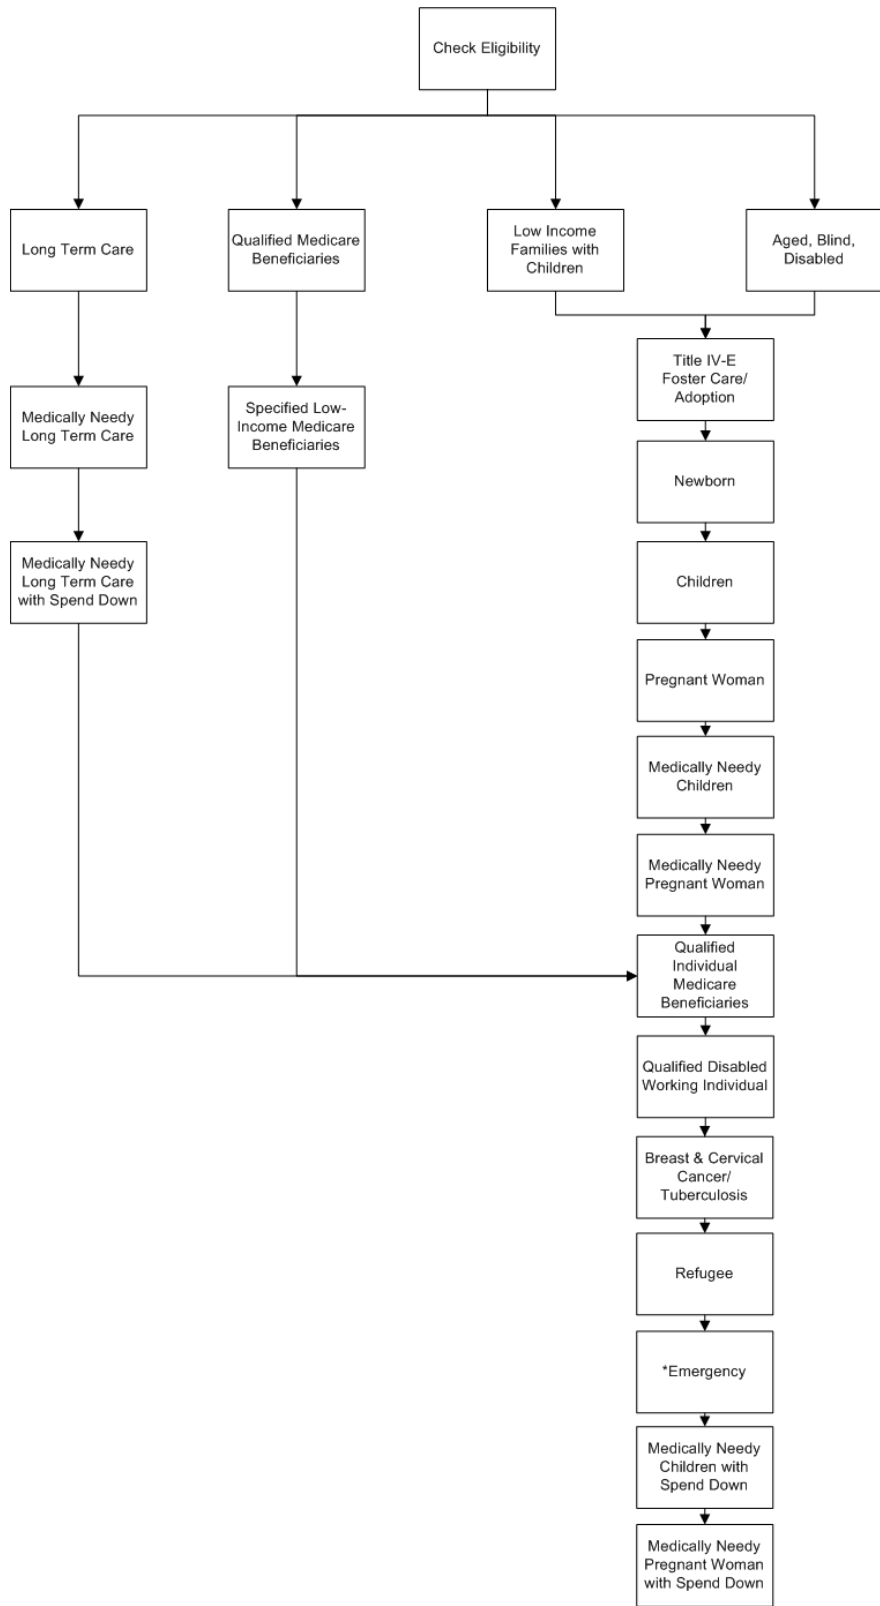 Check Eligibility
Long Term Care
Qualified Medicare
Beneficiaries
Low Income
Families with
Children
Aged, Blind,
Disabled
Title IV-E
Foster Care/
Adoption
Medically Needy
Long Term Care
Specified Low-
Income Medicare
Beneficiaries
Newborn
Medically Needy
Long Term Care
with Spend Down
Children
Pregnant Woman
Medically Needy
Children
Medically Needy
Pregnant Woman
Qualified
Individual
Medicare
Beneficiaries
Qualified Disabled
Working Individual
Breast & Cervical
Cancer/
Tuberculosis
Refugee
*Emergency
Medically Needy
Children with
Spend Down
Medically Needy
Pregnant Woman
with Spend Down